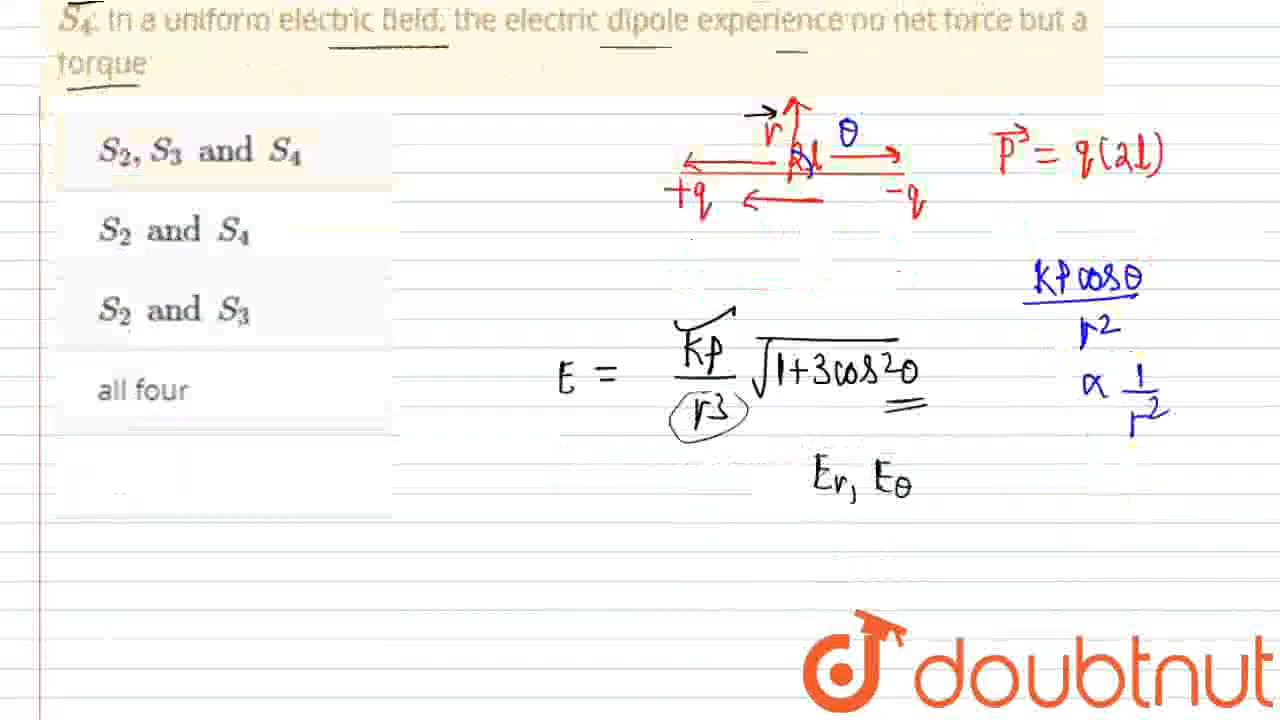 S₄. In a uniform electric field, the electric dipole experience no net force but a
torque
S₂, S₃ and S₄
S₂ and S₄
S₂ and S₃
all four
r⃗ 2l θ
+q -q
P⃗ = q(2l)
E = kp/r³ √1+3cos²θ
Er, Eθ
KP cosθ
r²
∝ 1/r²
doubtnut